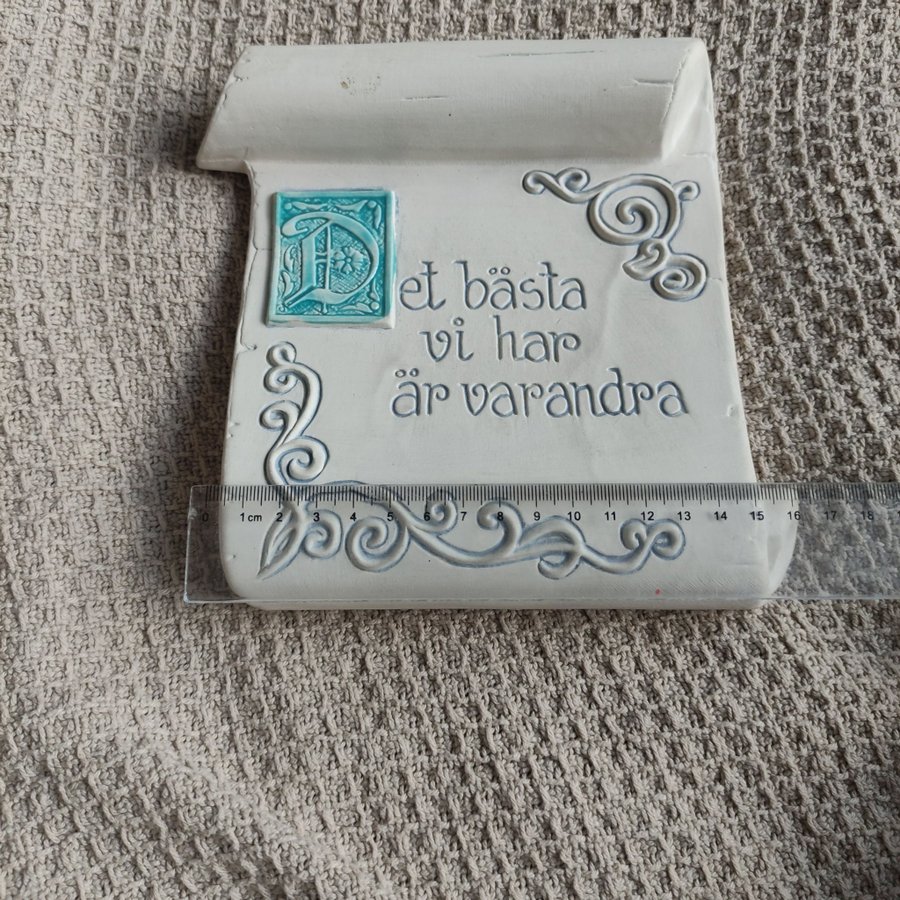 Det bästa
vi har
är varandra
0 1cm 2 3 4 5 6 7 8 9 10 11 12 13 14 15 16 17 18